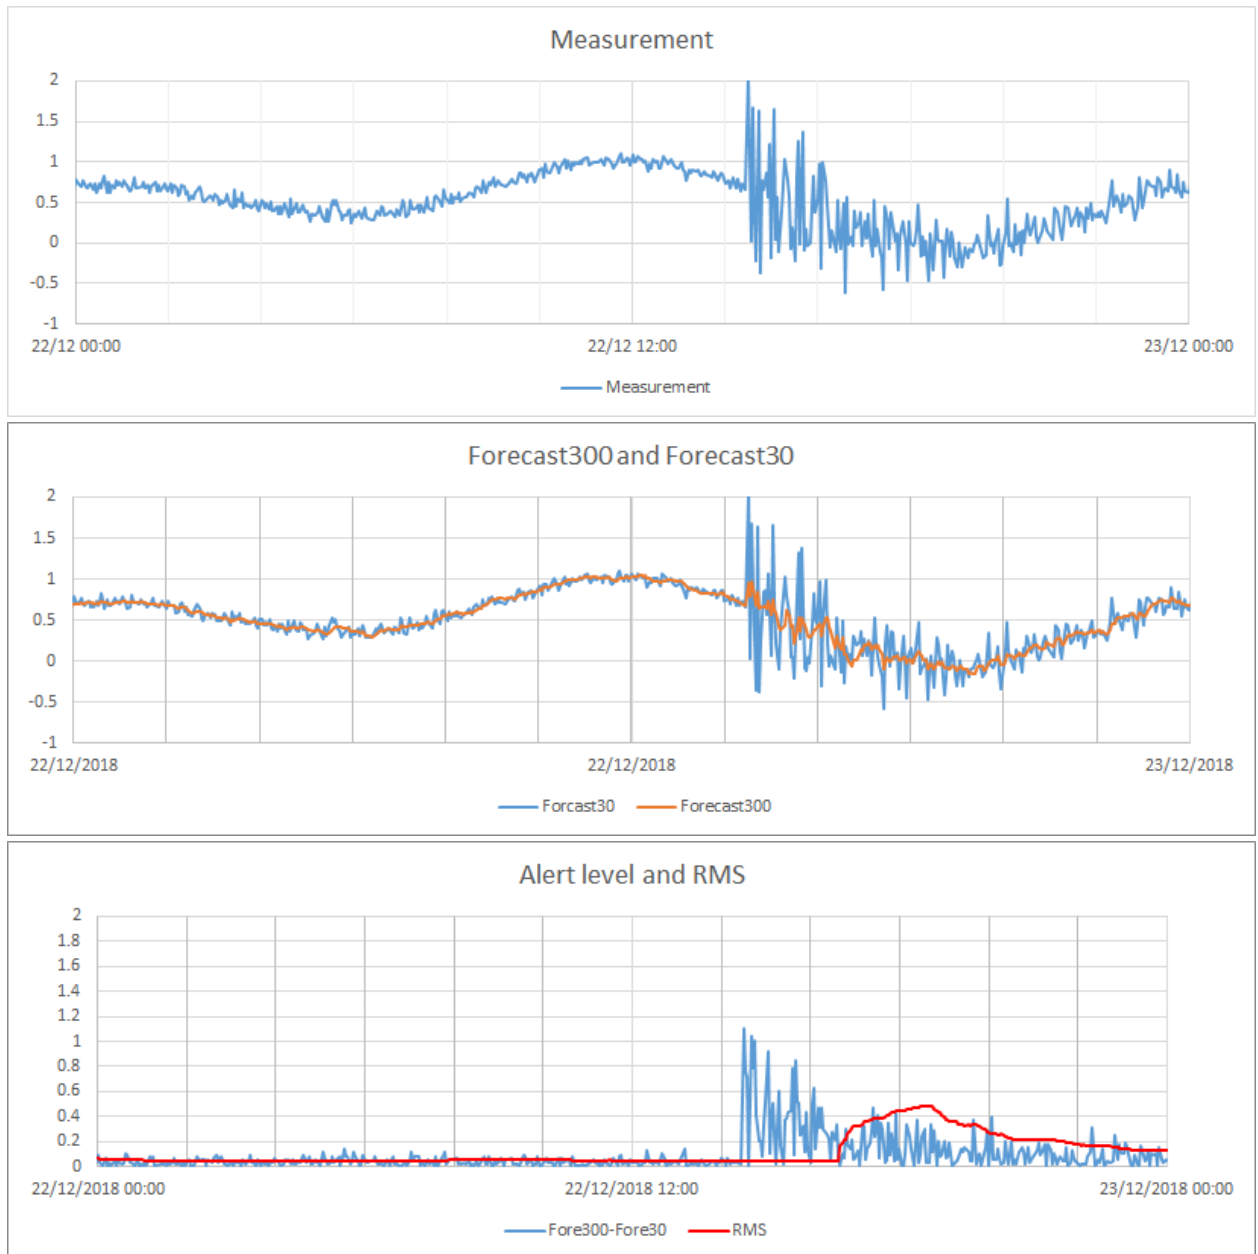 Measurement
2
1.5
1
0.5
0
-0.5
-1
22/12 00:00 22/12 12:00 23/12 00:00
Measurement
Forecast300 and Forecast30
2
1.5
1
0.5
0
-0.5
-1
22/12/2018 22/12/2018 23/12/2018
Forcast30 Forecast300
Alert level and RMS
2
1.8
1.6
1.4
1.2
1
0.8
0.6
0.4
0.2
0
22/12/2018 00:00 22/12/2018 12:00 23/12/2018 00:00
Fore300-Fore30 RMS